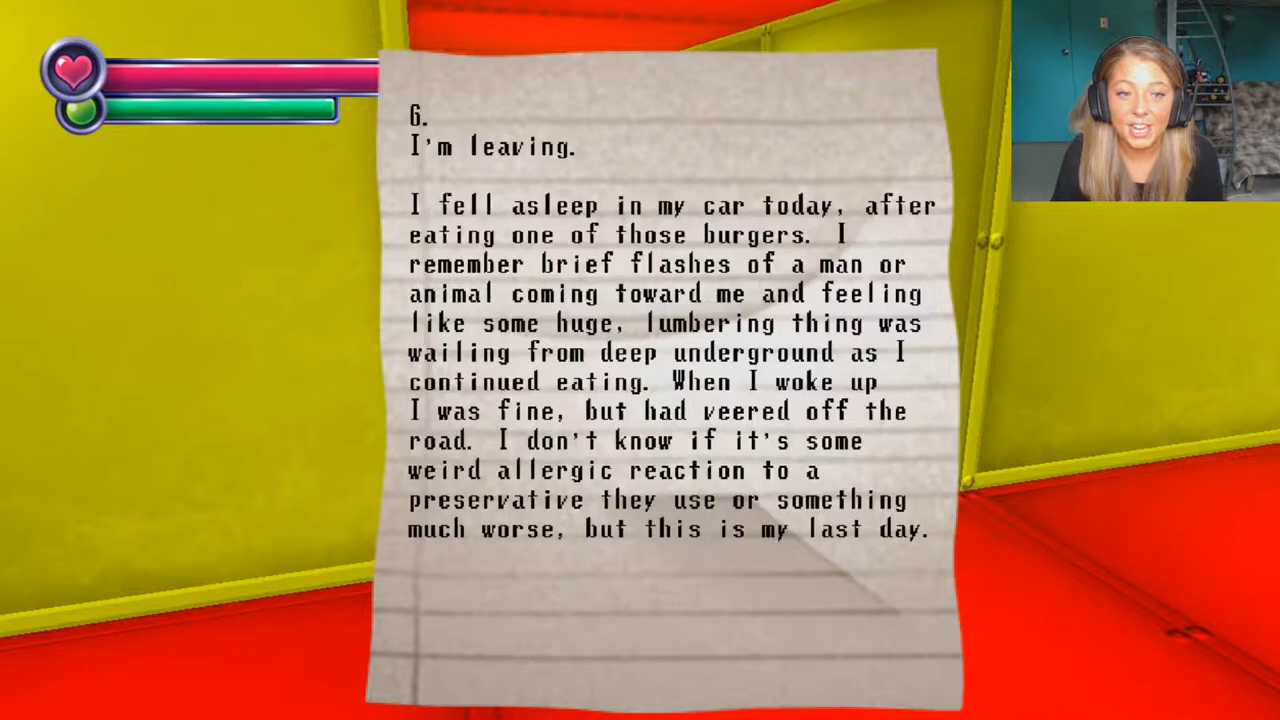 6.
I'm leaving.
I fell asleep in my car today, after
eating one of those burgers. I
remember brief flashes of a man or
animal coming toward me and feeling
like some huge, lumbering thing was
wailing from deep underground as I
continued eating. When I woke up
I was fine, but had veered off the
road. I don't know if it's some
weird allergic reaction to a
preservative they use or something
much worse, but this is my last day.